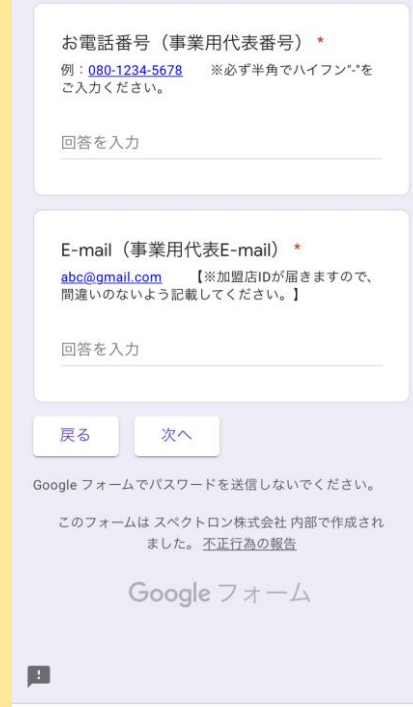 お電話番号（事業用代表番号） *
例：080-1234-5678　　※必ず半角でハイフン"-"を
ご入力ください。
回答を入力
E-mail（事業用代表E-mail） *
abc@gmail.com　　【※加盟店IDが届きますので、
間違いのないよう記載してください。】
回答を入力
戻る　次へ
Google フォームでパスワードを送信しないでください。
このフォームは スペクトロン株式会社 内部で作成され
ました。 不正行為の報告
Google フォーム